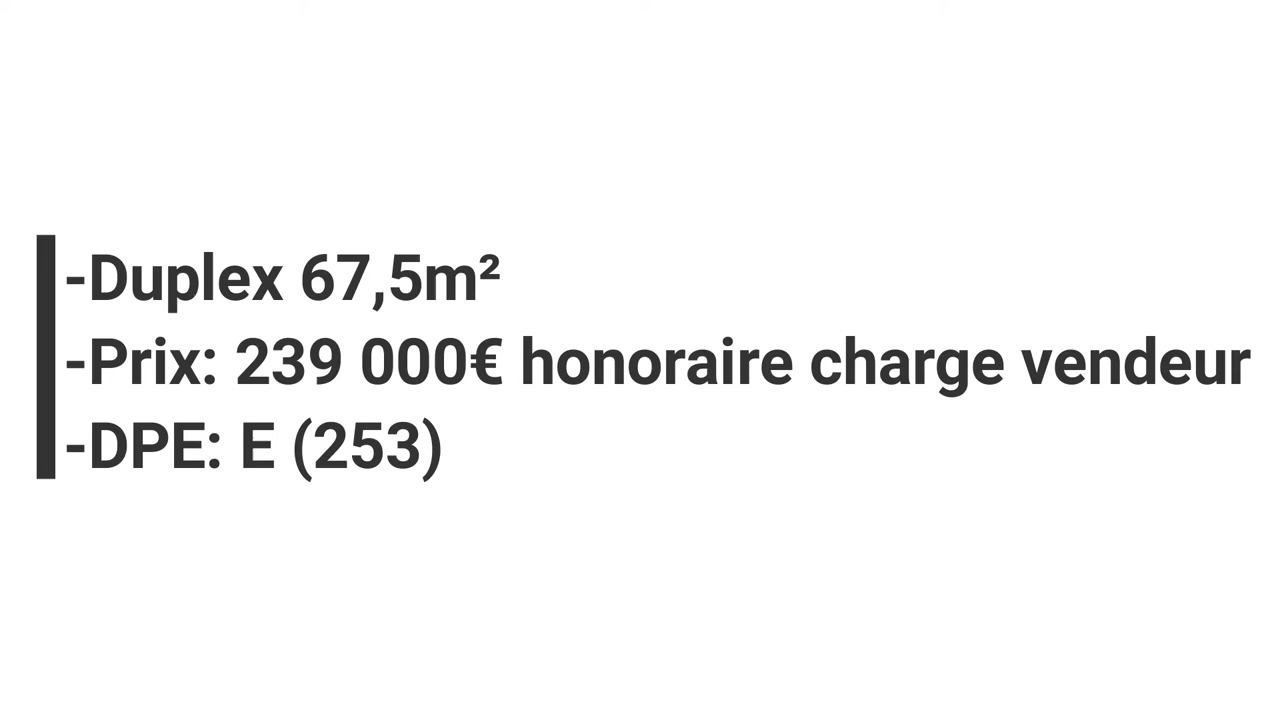 -Duplex 67,5m²
-Prix: 239 000€ honoraire charge vendeur
-DPE: E (253)